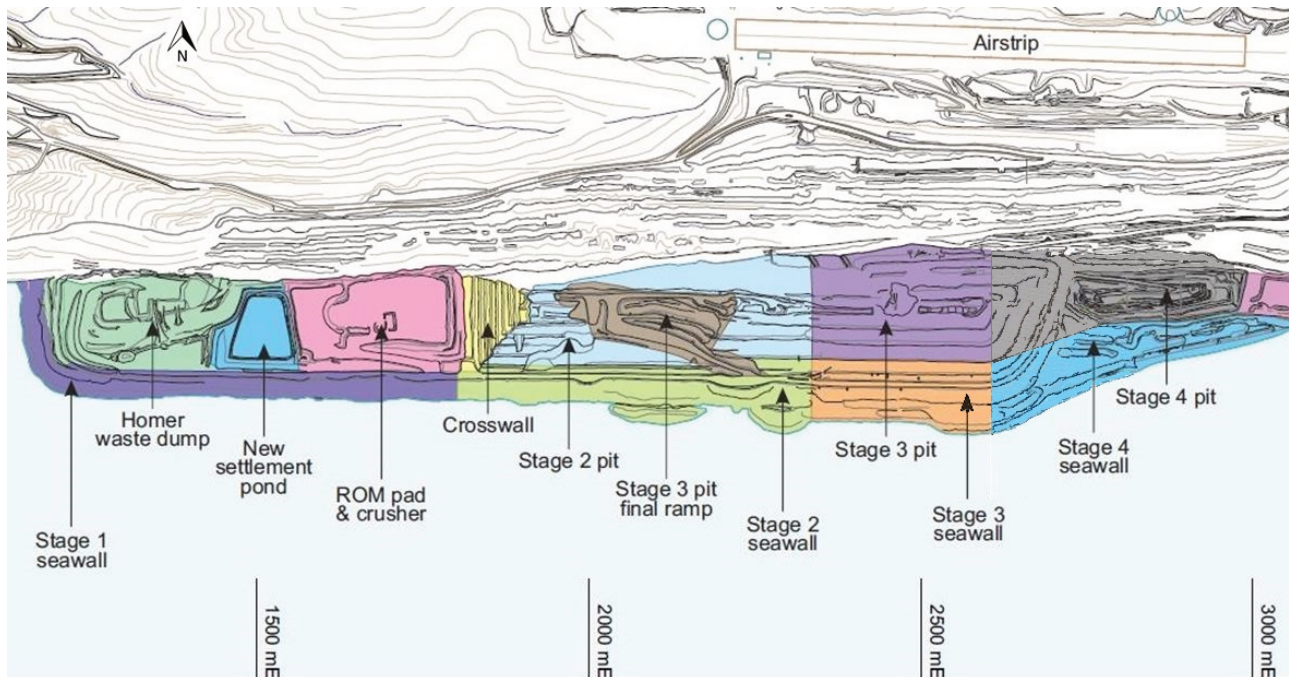 N
Airstrip
Homer
waste dump
New
settlement
pond
ROM pad
& crusher
Crosswall
Stage 2 pit
Stage 3 pit
final ramp
Stage 2
seawall
Stage 3 pit
Stage 3
seawall
Stage 4
seawall
Stage 4 pit
Stage 1
seawall
1500 mE
2000 mE
2500 mE
3000 mE